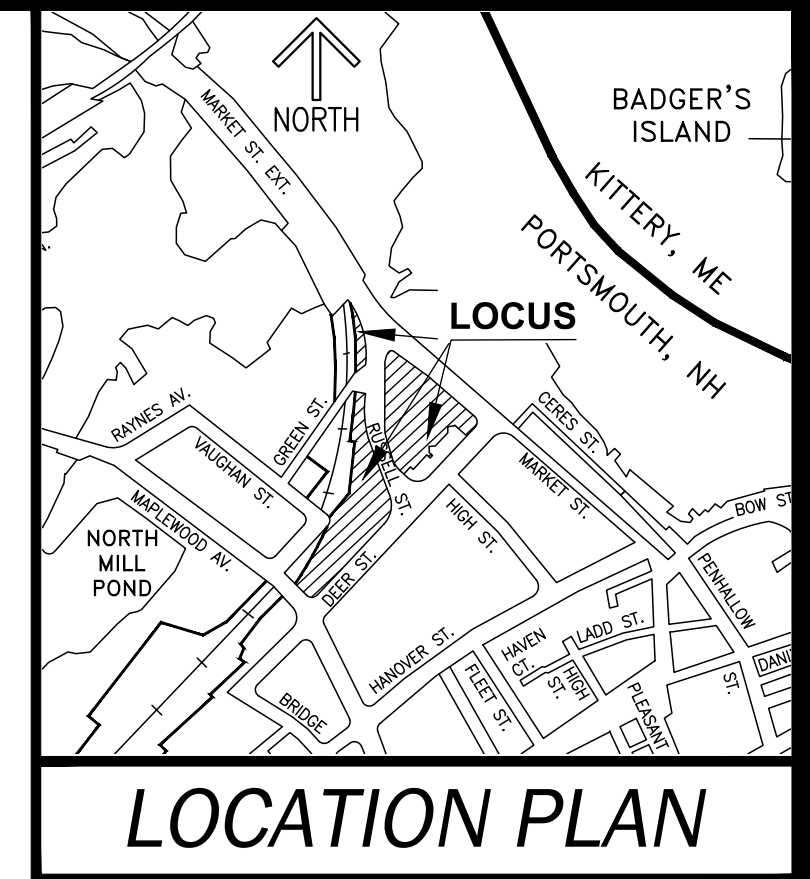 NORTH
BADGER'S
ISLAND
MARKET ST. EXT.
KITTERY, ME
PORTSMOUTH, NH
LOCUS
RAYNES AV.
GREEN ST.
VAUGHAN ST.
RUSSELL ST.
CERES ST.
MARKET ST.
BOW ST
MAPLEWOOD AV.
HIGH ST.
NORTH
MILL
POND
DEER ST.
PENHALLOW
ST.
HANOVER ST.
HAVEN
CT.
LADD ST.
HIGH
ST.
FLEET ST.
PLEASANT
DANI
BRIDGE
LOCATION PLAN